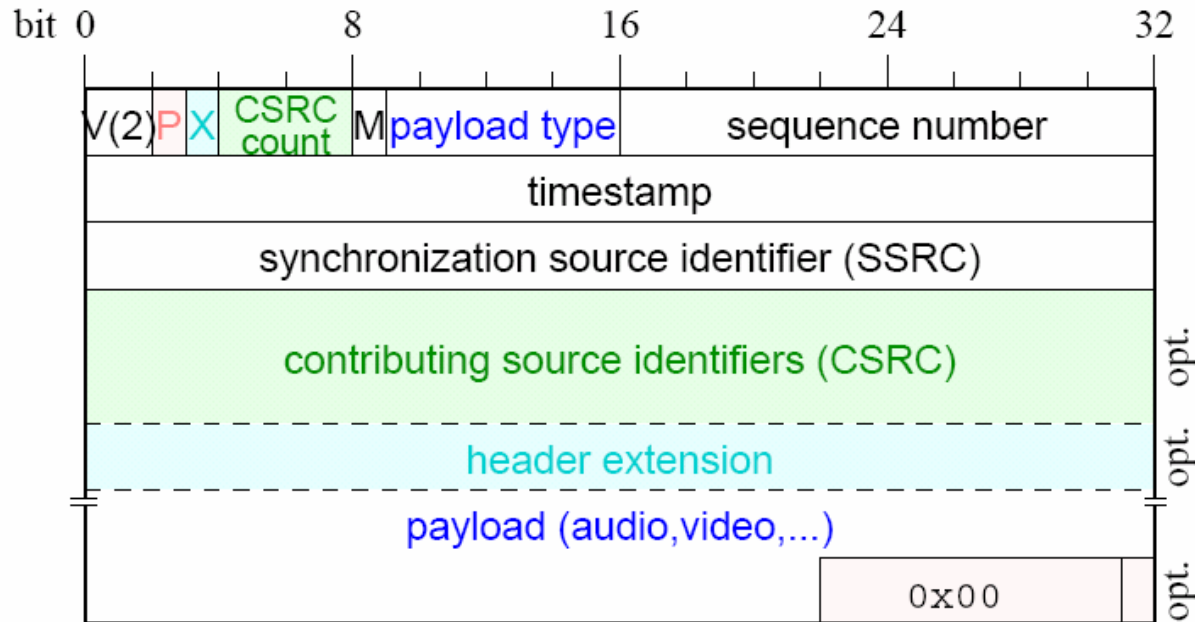 bit 0 8 16 24 32
V(2) P X CSRC count M payload type sequence number
timestamp
synchronization source identifier (SSRC)
contributing source identifiers (CSRC) opt.
header extension opt.
payload (audio,video,...)
0x00 opt.